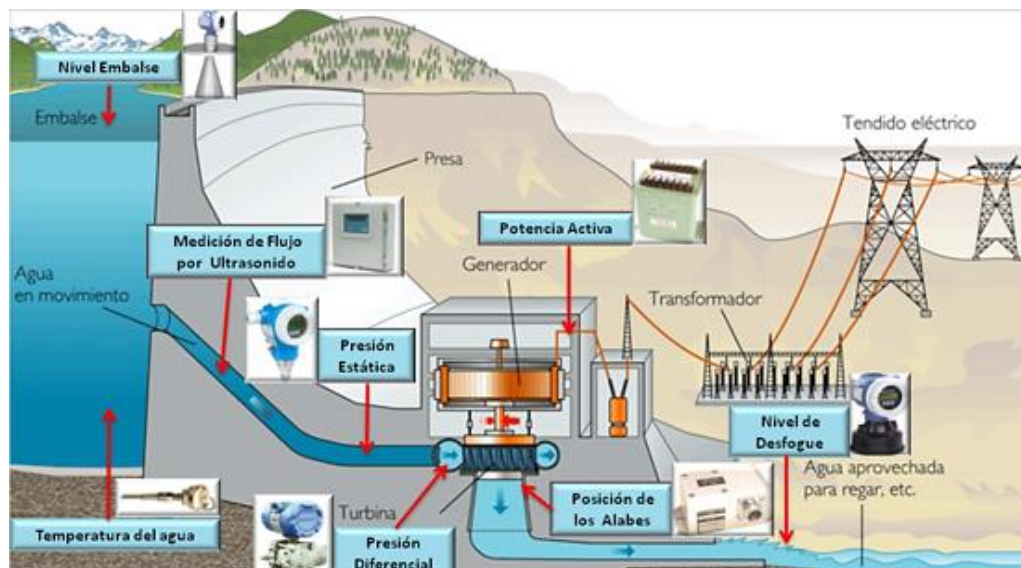 Nivel Embalse
Embalse
Tendido eléctrico
Presa
Medición de Flujo
por Ultrasonido
Potencia Activa
Generador
Agua
en movimiento
Transformador
Presión
Estática
Nivel de
Desfogue
Agua aprovechada
para regar, etc.
Posición de
los Alabes
Turbina
Temperatura del agua
Presión
Diferencial